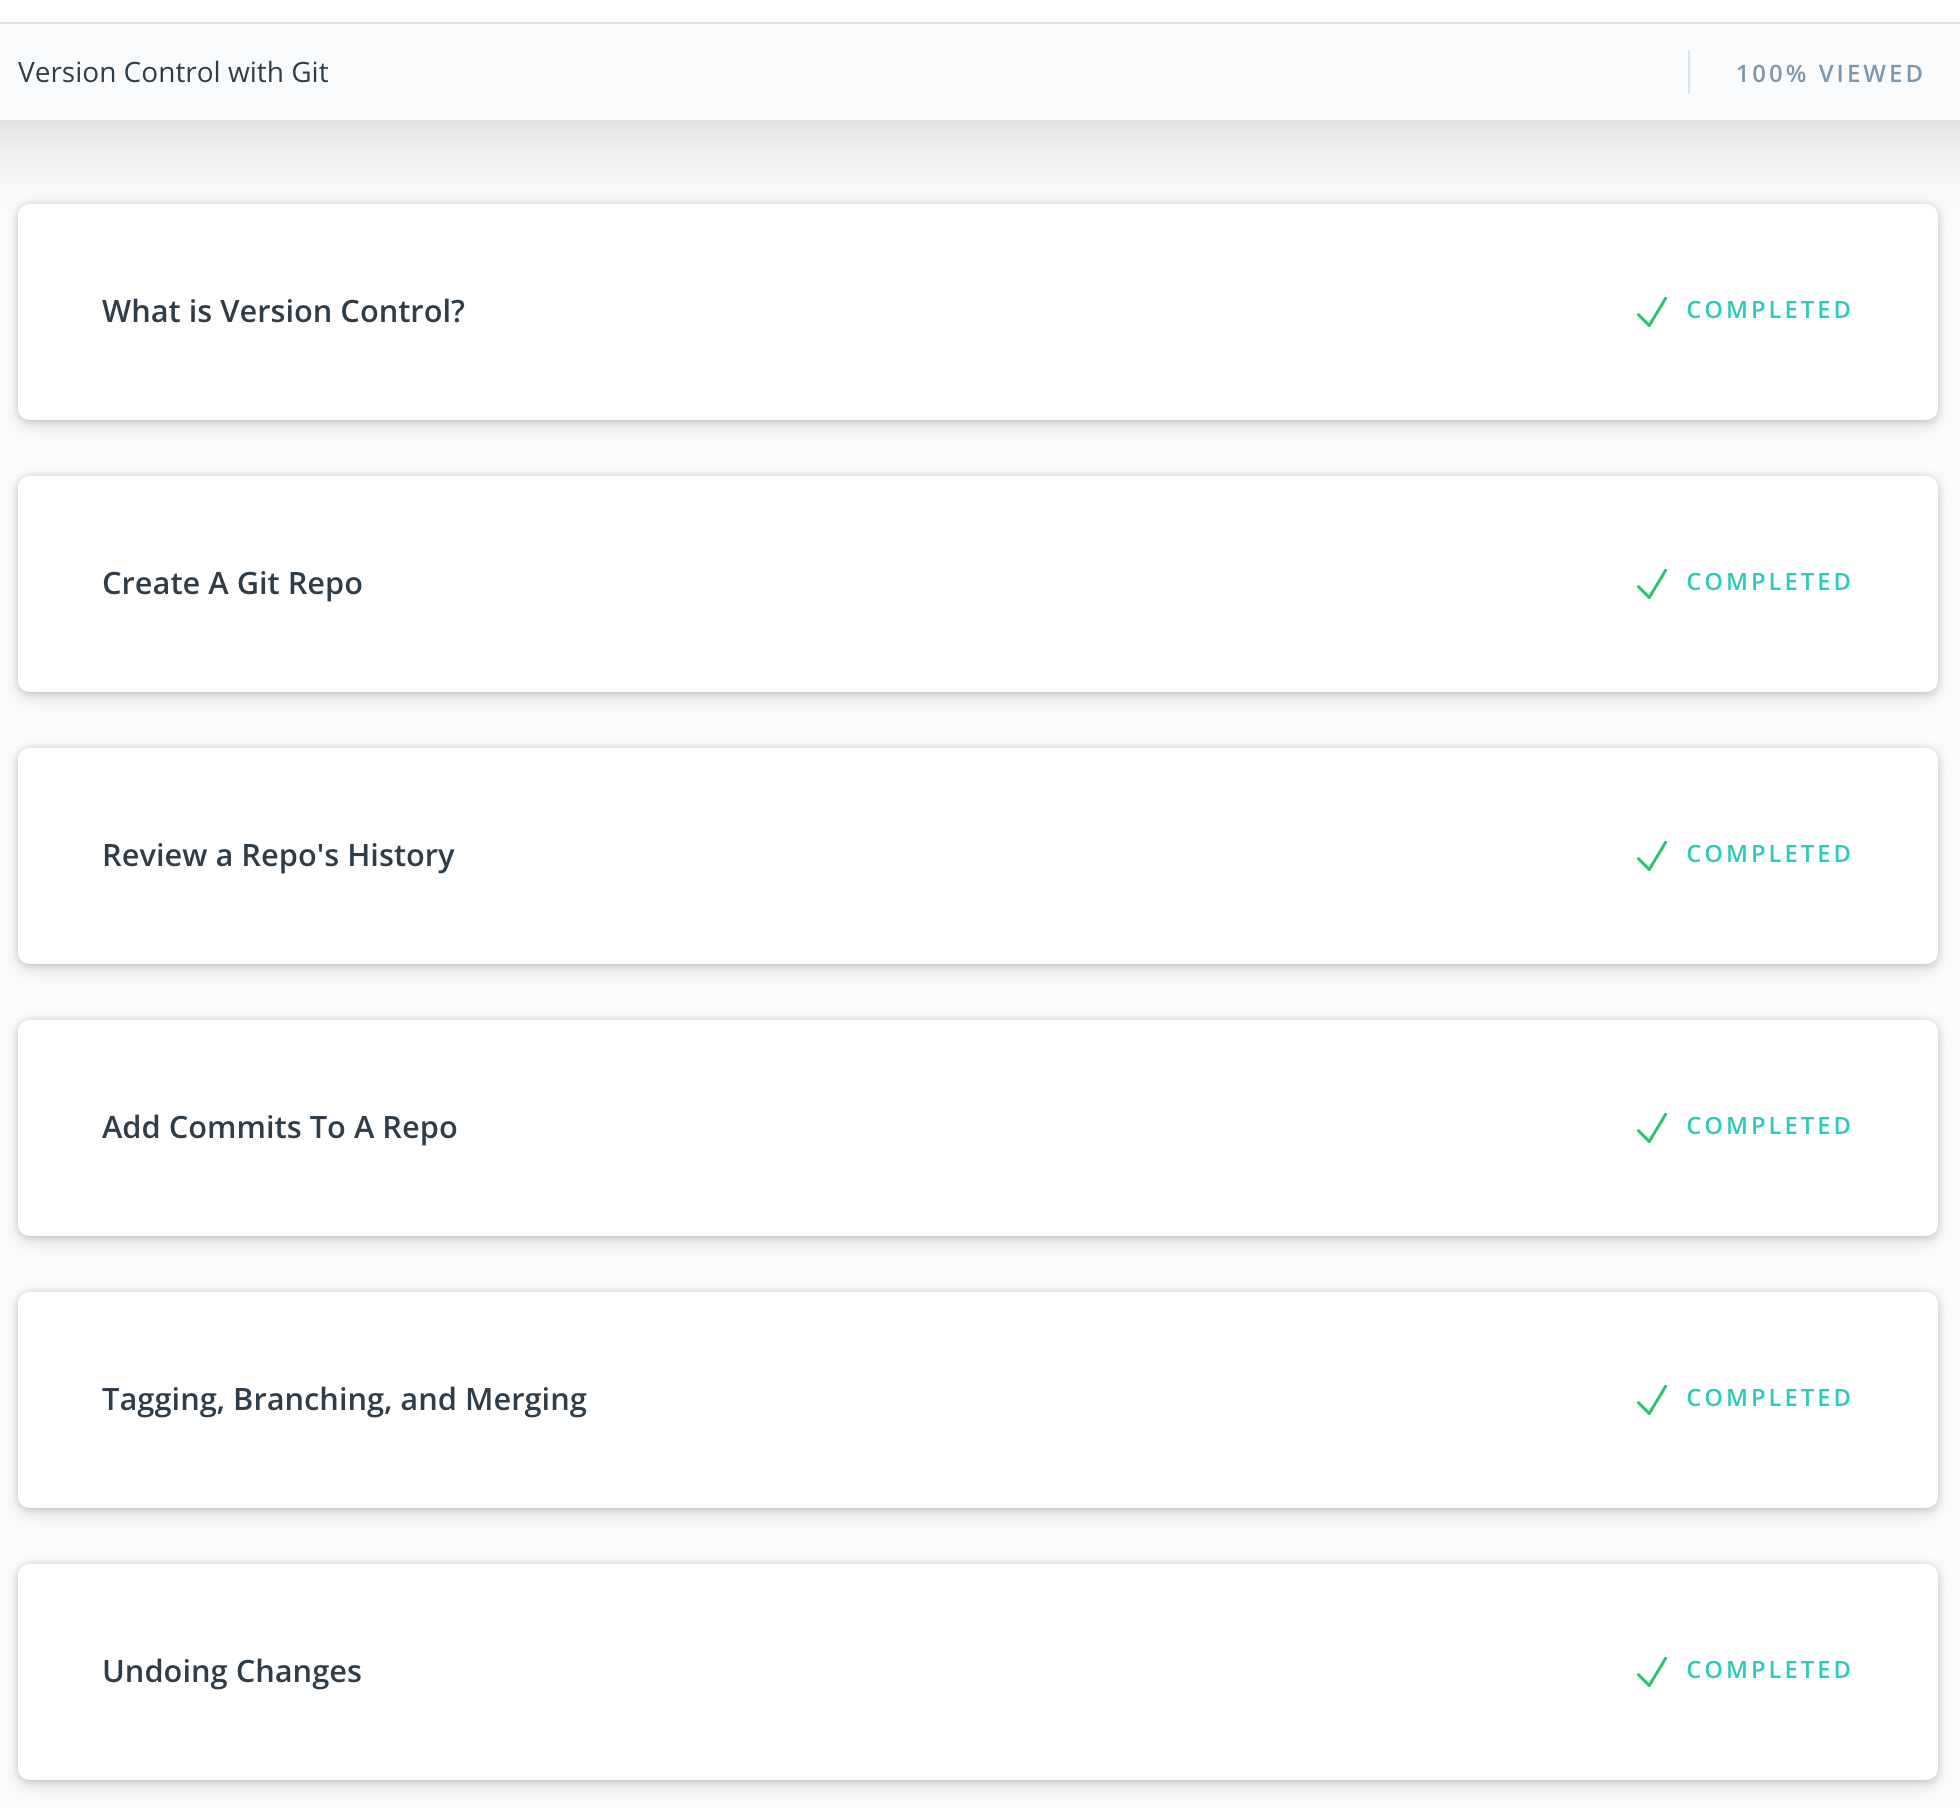 Version Control with Git
100% VIEWED
What is Version Control?
COMPLETED
Create A Git Repo
COMPLETED
Review a Repo's History
COMPLETED
Add Commits To A Repo
COMPLETED
Tagging, Branching, and Merging
COMPLETED
Undoing Changes
COMPLETED